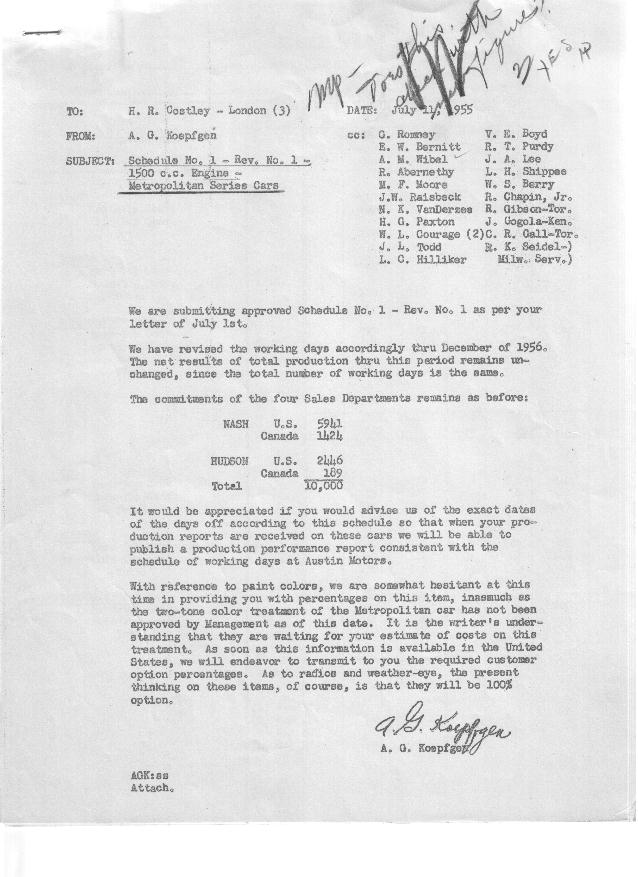 MP - Does this agree with your figures? YES
TO: H. R. Costley - London (3) DATE: July 11, 1955
FROM: A. G. Koepfgen cc: G. Romney V. E. Boyd
E. W. Bernitt R. T. Purdy
SUBJECT: Schedule No. 1 - Rev. No. 1 - A. M. Wibel J. A. Lee
1500 c.c. Engine - R. Abernethy L. H. Shippee
Metropolitan Series Cars M. F. Moore W. S. Berry
J.W. Raisbeck R. Chapin, Jr.
N. K. VanDerzee R. Gibson-Tor.
H. G. Paxton J. Gogola-Ken.
W. L. Courage (2)C. R. Gall-Tor.
J. L. Todd R. K. Seidel-)
L. C. Hilliker Milw. Serv.)
We are submitting approved Schedule No. 1 - Rev. No. 1 as per your
letter of July 1st.
We have revised the working days accordingly thru December of 1956.
The net results of total production thru this period remains un-
changed, since the total number of working days is the same.
The commitments of the four Sales Departments remains as before:
NASH U.S. 5941
Canada 1424
HUDSON U.S. 2446
Canada 189
Total 10,000
It would be appreciated if you would advise us of the exact dates
of the days off according to this schedule so that when your pro-
duction reports are received on these cars we will be able to
publish a production performance report consistent with the
schedule of working days at Austin Motors.
With reference to paint colors, we are somewhat hesitant at this
time in providing you with percentages on this item, inasmuch as
the two-tone color treatment of the Metropolitan car has not been
approved by Management as of this date. It is the writer's under-
standing that they are waiting for your estimate of costs on this
treatment. As soon as this information is available in the United
States, we will endeavor to transmit to you the required customer
option percentages. As to radios and weather-eye, the present
thinking on these items, of course, is that they will be 100%
option.
A. G. Koepfgen
A. G. Koepfgen
AGK:ss
Attach.